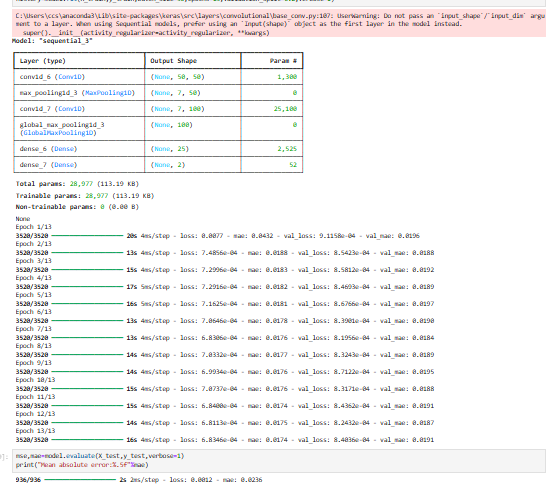 C:\Users\ccs\anaconda3\Lib\site-packages\keras\src\layers\convolutional\base_conv.py:107: UserWarning: Do not pass an `input_shape`/`input_dim` argu
ment to a layer. When using Sequential models, prefer using an `Input(shape)` object as the first layer in the model instead.
super().__init__(activity_regularizer=activity_regularizer, **kwargs)
Model: "sequential_3"
Layer (type) Output Shape Param #
conv1d_6 (Conv1D) (None, 50, 50) 1,300
max_pooling1d_3 (MaxPooling1D) (None, 7, 50) 0
conv1d_7 (Conv1D) (None, 7, 100) 25,100
global_max_pooling1d_3 (None, 100) 0
(GlobalMaxPooling1D)
dense_6 (Dense) (None, 25) 2,525
dense_7 (Dense) (None, 2) 52
Total params: 28,977 (113.19 KB)
Trainable params: 28,977 (113.19 KB)
Non-trainable params: 0 (0.00 B)
None
Epoch 1/13
3520/3520 20s 4ms/step - loss: 0.0077 - mae: 0.0432 - val_loss: 9.1158e-04 - val_mae: 0.0196
Epoch 2/13
3520/3520 13s 4ms/step - loss: 7.4856e-04 - mae: 0.0188 - val_loss: 8.5423e-04 - val_mae: 0.0188
Epoch 3/13
3520/3520 15s 4ms/step - loss: 7.2996e-04 - mae: 0.0183 - val_loss: 8.5812e-04 - val_mae: 0.0192
Epoch 4/13
3520/3520 17s 5ms/step - loss: 7.2916e-04 - mae: 0.0182 - val_loss: 8.4693e-04 - val_mae: 0.0189
Epoch 5/13
3520/3520 16s 5ms/step - loss: 7.1625e-04 - mae: 0.0181 - val_loss: 8.6766e-04 - val_mae: 0.0197
Epoch 6/13
3520/3520 13s 4ms/step - loss: 7.0646e-04 - mae: 0.0178 - val_loss: 8.3901e-04 - val_mae: 0.0190
Epoch 7/13
3520/3520 13s 4ms/step - loss: 6.8306e-04 - mae: 0.0176 - val_loss: 8.1956e-04 - val_mae: 0.0184
Epoch 8/13
3520/3520 14s 4ms/step - loss: 7.0332e-04 - mae: 0.0177 - val_loss: 8.3243e-04 - val_mae: 0.0189
Epoch 9/13
3520/3520 14s 4ms/step - loss: 6.9934e-04 - mae: 0.0176 - val_loss: 8.7122e-04 - val_mae: 0.0195
Epoch 10/13
3520/3520 15s 4ms/step - loss: 7.0737e-04 - mae: 0.0176 - val_loss: 8.3171e-04 - val_mae: 0.0188
Epoch 11/13
3520/3520 15s 4ms/step - loss: 6.8400e-04 - mae: 0.0174 - val_loss: 8.4362e-04 - val_mae: 0.0191
Epoch 12/13
3520/3520 14s 4ms/step - loss: 6.8113e-04 - mae: 0.0175 - val_loss: 8.2432e-04 - val_mae: 0.0187
Epoch 13/13
3520/3520 16s 4ms/step - loss: 6.8346e-04 - mae: 0.0174 - val_loss: 8.4036e-04 - val_mae: 0.0191
mse,mae=model.evaluate(X_test,y_test,verbose=1)
print("Mean absolute error:%.5f"%mae)
936/936 2s 2ms/step - loss: 0.0012 - mae: 0.0236